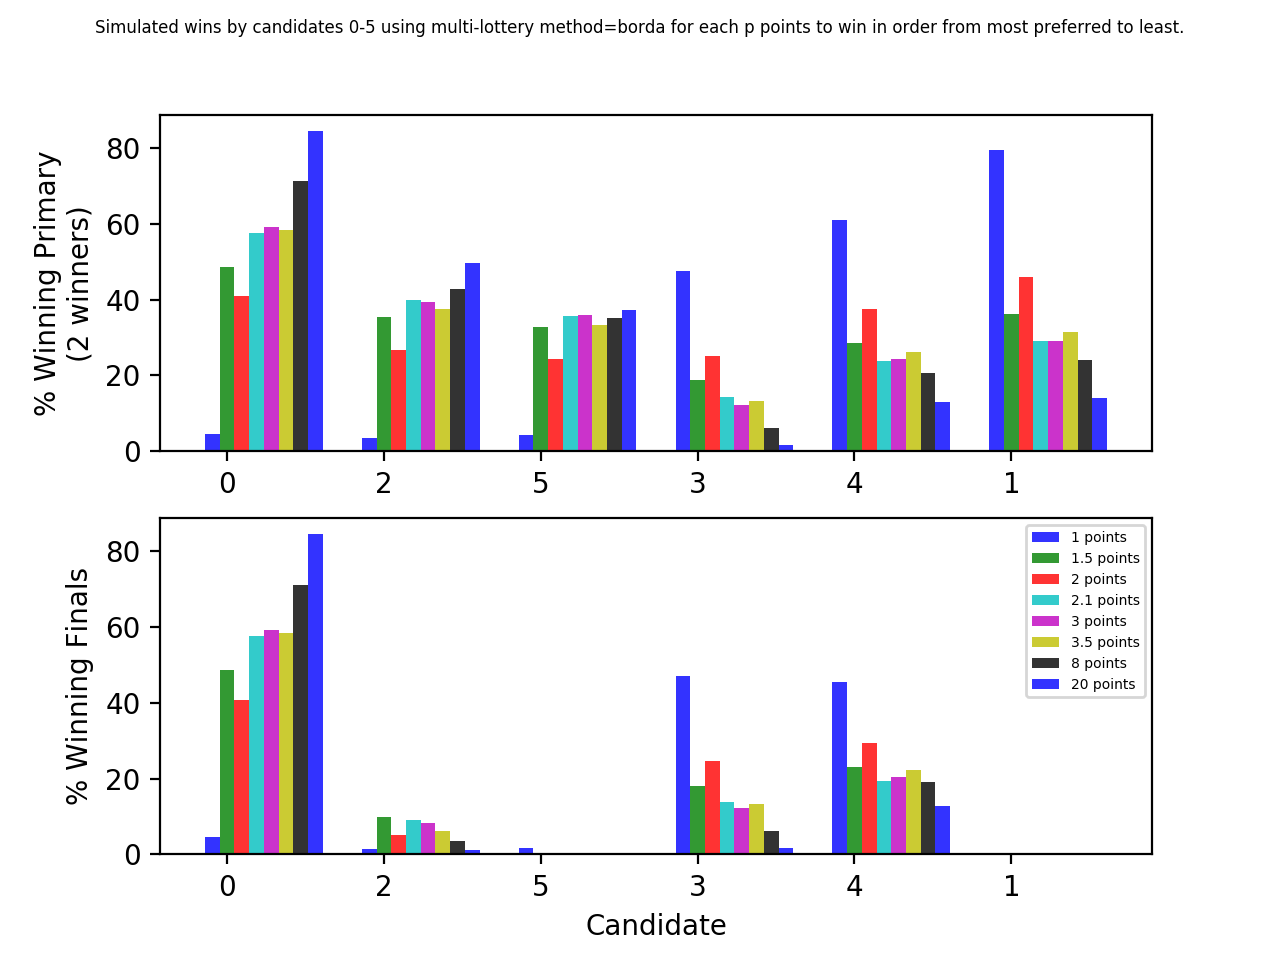 Simulated wins by candidates 0-5 using multi-lottery method=borda for each p points to win in order from most preferred to least.
% Winning Primary
(2 winners)
80
60
40
20
0
0 2 5 3 4 1
% Winning Finals
80
60
40
20
0
1 points
1.5 points
2 points
2.1 points
3 points
3.5 points
8 points
20 points
0 2 5 3 4 1
Candidate